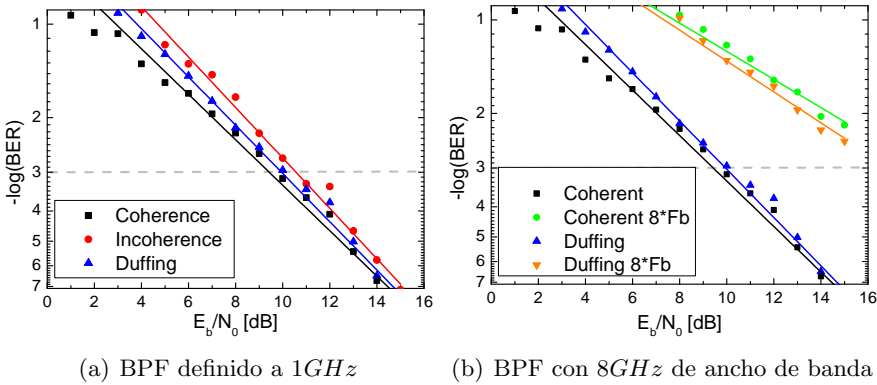 1
2
3
4
5
6
7
-log(BER)
Coherence
Incoherence
Duffing
0 2 4 6 8 10 12 14 16
E_b/N_0 [dB]
(a) BPF definido a 1GHz
1
2
3
4
5
6
7
-log(BER)
Coherent
Coherent 8*Fb
Duffing
Duffing 8*Fb
0 2 4 6 8 10 12 14 16
E_b/N_0 [dB]
(b) BPF con 8GHz de ancho de banda